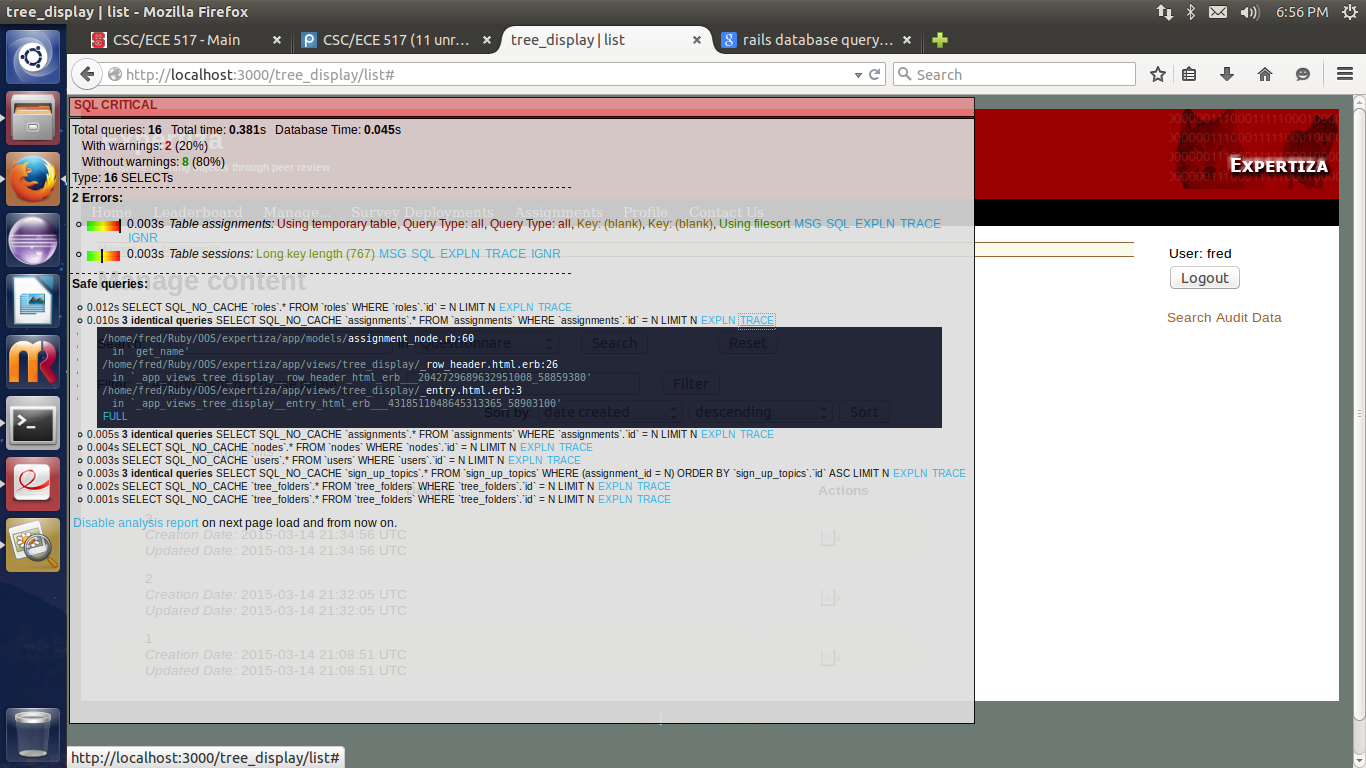 tree_display | list - Mozilla Firefox
6:56 PM
CSC/ECE 517 - Main
CSC/ECE 517 (11 unr...
tree_display | list
rails database query...
http://localhost:3000/tree_display/list#
Search
SQL CRITICAL
Total queries: 16 Total time: 0.381s Database Time: 0.045s
With warnings: 2 (20%)
Without warnings: 8 (80%)
through peer review
Type: 16 SELECTs
EXPERTIZA
2 Errors:
Home Leaderboard Manage... Survey Deployments Assignments Profile Contact Us
0.003s Table assignments: Using temporary table, Query Type: all, Query Type: all, Key: (blank), Key: (blank), Using filesort MSG SQL EXPLN TRACE
IGNR
0.003s Table sessions: Long key length (767) MSG SQL EXPLN TRACE IGNR
User: fred
Logout
Search Audit Data
Manage content
Safe queries:
0.012s SELECT SQL_NO_CACHE `roles`.* FROM `roles` WHERE `roles`.`id` = N LIMIT N EXPLN TRACE
0.010s 3 identical queries SELECT SQL_NO_CACHE `assignments`.* FROM `assignments` WHERE `assignments`.`id` = N LIMIT N EXPLN TRACE
/home/fred/Ruby/OOS/expertiza/app/models/assignment_node.rb:60
in `get_name'
Search Reset
/home/fred/Ruby/OOS/expertiza/app/views/tree_display/_row_header.html.erb:26
in `_app_views_tree_display__row_header_html_erb___2042729689632951008_58859380'
Filter
/home/fred/Ruby/OOS/expertiza/app/views/tree_display/_entry.html.erb:3
in `_app_views_tree_display__entry_html_erb___4318511048645313365_58903100'
FULL
Sort by: date created descending Sort
0.005s 3 identical queries SELECT SQL_NO_CACHE `assignments`.* FROM `assignments` WHERE `assignments`.`id` = N LIMIT N EXPLN TRACE
0.004s SELECT SQL_NO_CACHE `nodes`.* FROM `nodes` WHERE `nodes`.`id` = N LIMIT N EXPLN TRACE
0.003s SELECT SQL_NO_CACHE `users`.* FROM `users` WHERE `users`.`id` = N LIMIT N EXPLN TRACE
0.003s 3 identical queries SELECT SQL_NO_CACHE `sign_up_topics`.* FROM `sign_up_topics` WHERE (assignment_id = N) ORDER BY `sign_up_topics`.`id` ASC LIMIT N EXPLN TRACE
0.002s SELECT SQL_NO_CACHE `tree_folders`.* FROM `tree_folders` WHERE `tree_folders`.`id` = N LIMIT N EXPLN TRACE
Actions
0.001s SELECT SQL_NO_CACHE `tree_folders`.* FROM `tree_folders` WHERE `tree_folders`.`id` = N LIMIT N EXPLN TRACE
Disable analysis report on next page load and from now on.
Creation Date: 2015-03-14 21:34:56 UTC
Updated Date: 2015-03-14 21:34:56 UTC
2
Creation Date: 2015-03-14 21:32:05 UTC
Updated Date: 2015-03-14 21:32:05 UTC
1
Creation Date: 2015-03-14 21:08:51 UTC
Updated Date: 2015-03-14 21:08:51 UTC
http://localhost:3000/tree_display/list#